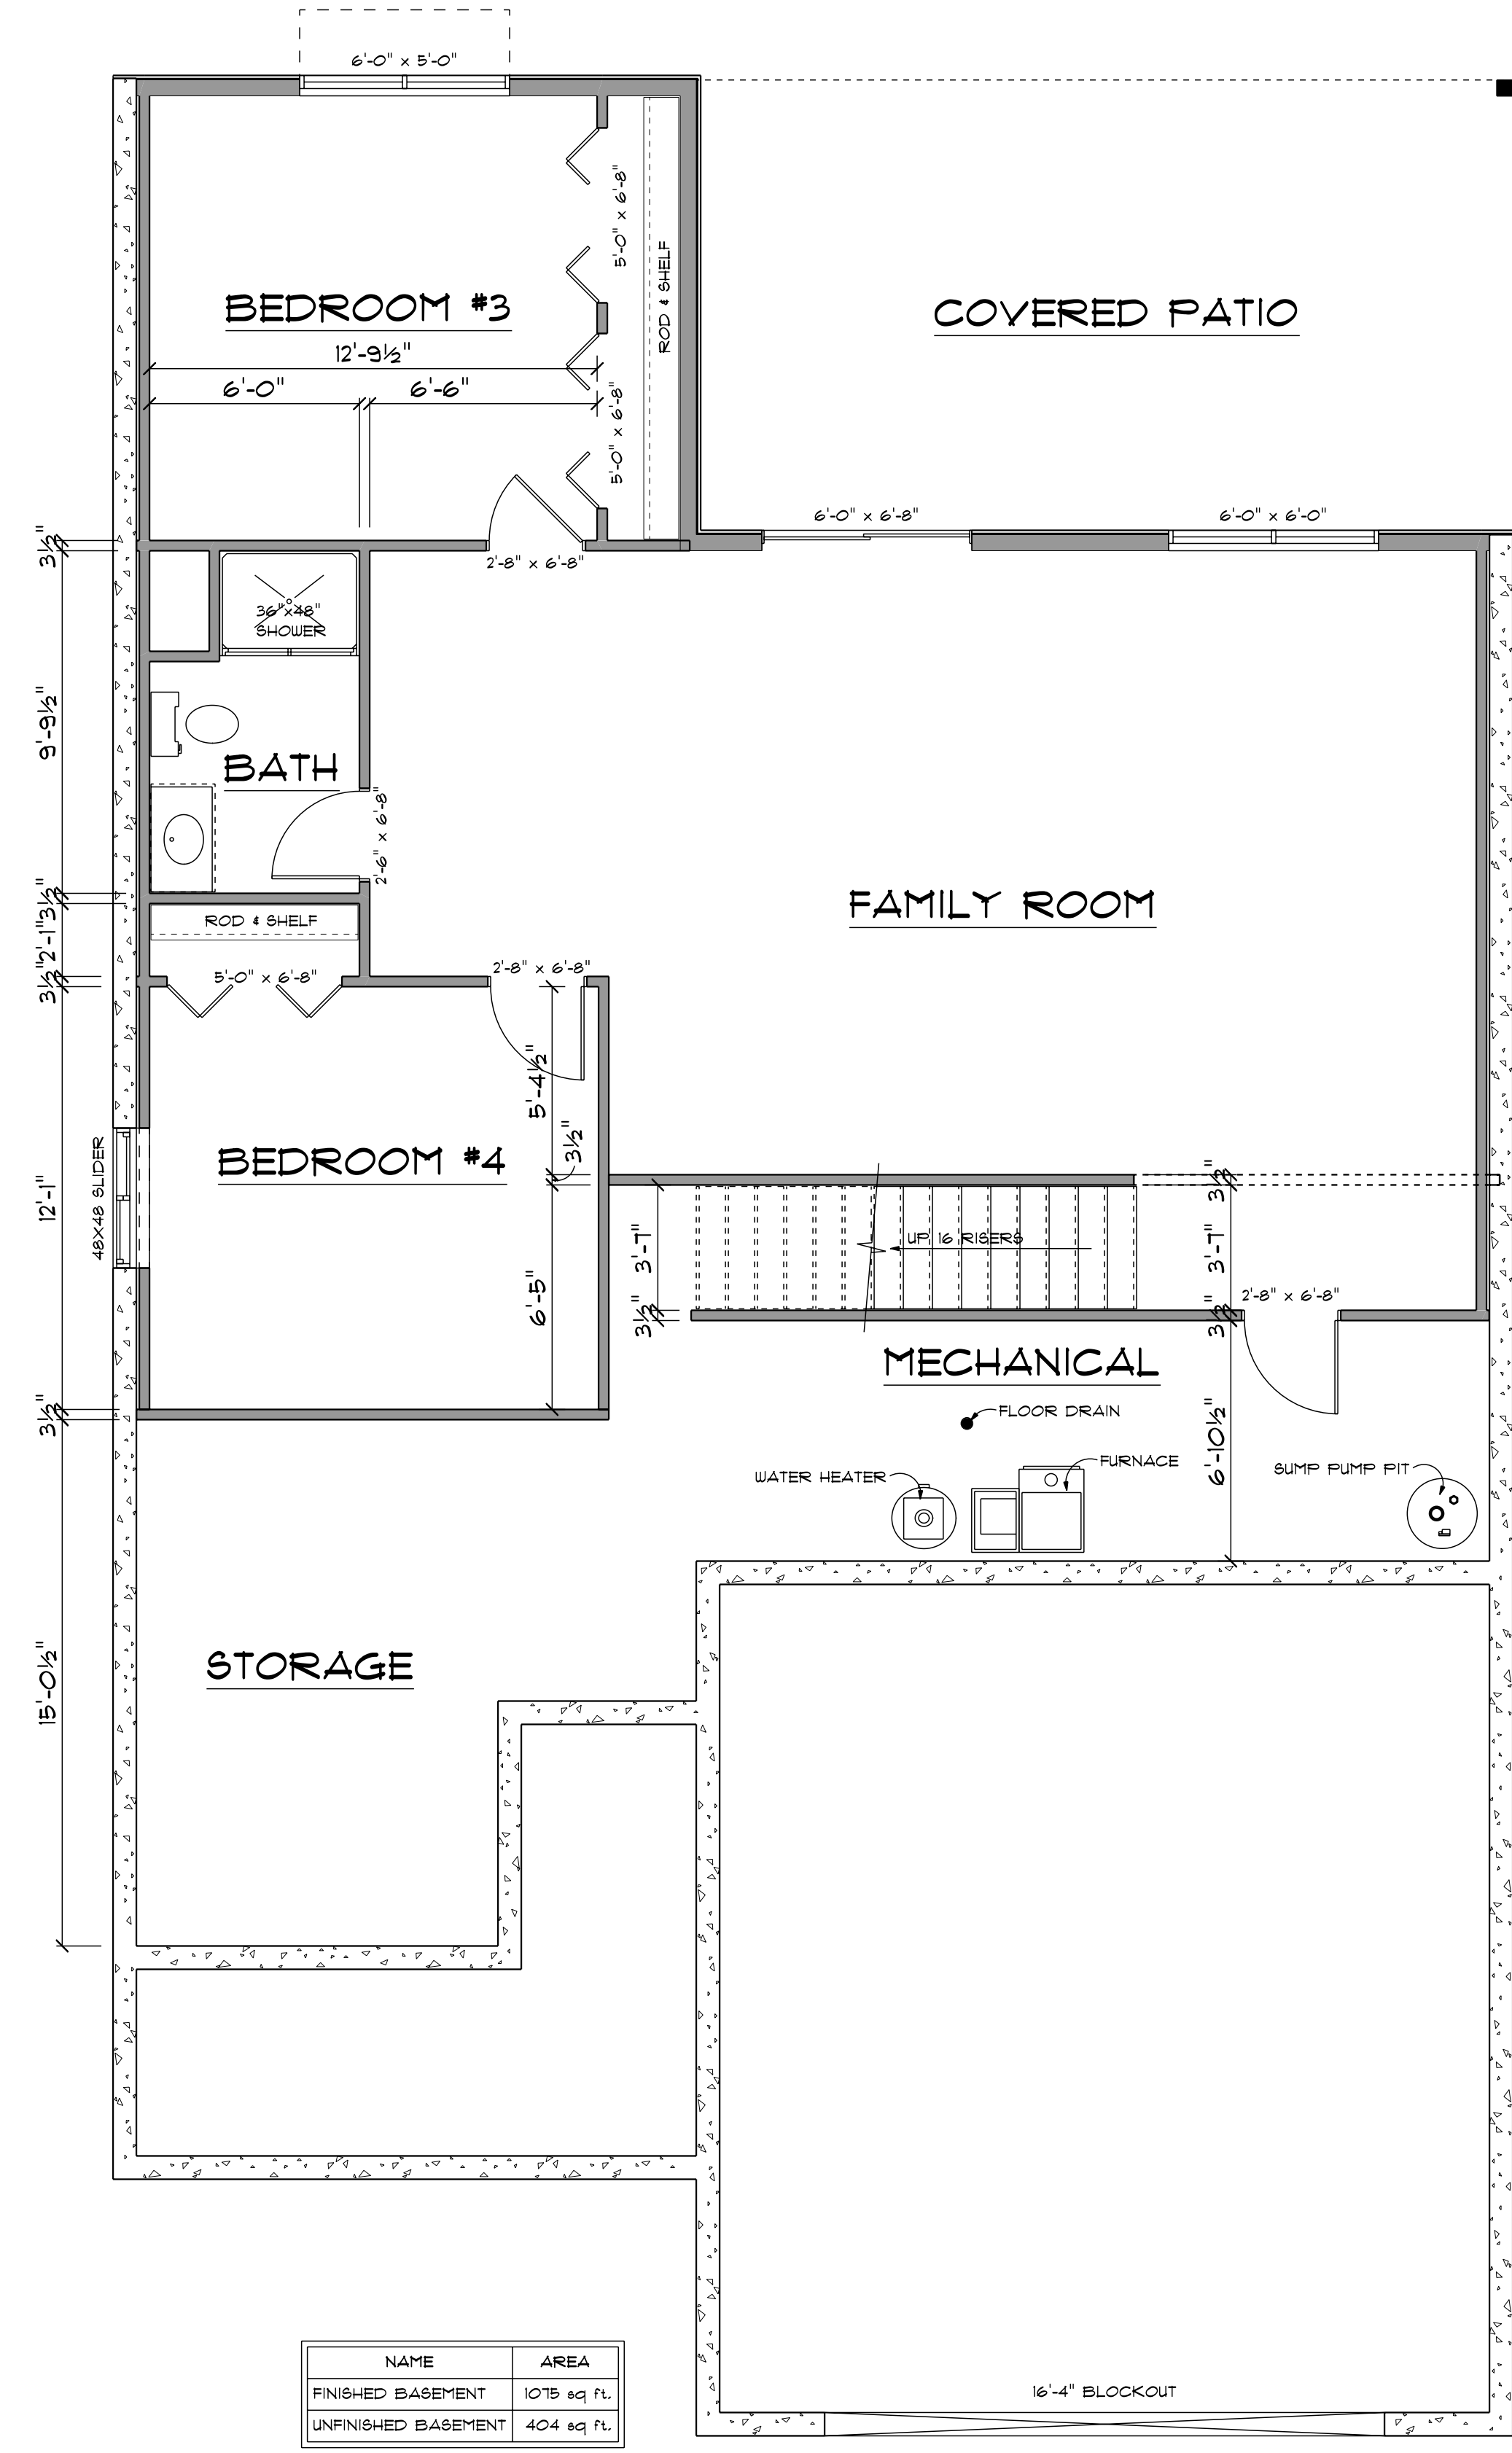 6'-0" x 5'-0"
5'-0" x 6'-8"
ROD & SHELF
BEDROOM #3
COVERED PATIO
12'-9½"
6'-0"
6'-6"
5'-0" x 6'-8"
6'-0" x 6'-8"
6'-0" x 6'-0"
3½"
2'-8" x 6'-8"
36"x48"
SHOWER
9'-9½"
BATH
2'-6" x 6'-8"
FAMILY ROOM
3½"
ROD & SHELF
2'-1"
5'-0" x 6'-8"
2'-8" x 6'-8"
3½"
5'-4½"
3½"
BEDROOM #4
48X48 SLIDER
12'-1"
3½"
3'-7"
UP 16 RISERS
3'-7"
6'-5"
3½"
3½"
2'-8" x 6'-8"
MECHANICAL
FLOOR DRAIN
3½"
6'-10½"
WATER HEATER
FURNACE
SUMP PUMP PIT
STORAGE
15'-0½"
NAME AREA
FINISHED BASEMENT 1075 sq ft.
UNFINISHED BASEMENT 404 sq ft.
16'-4" BLOCKOUT